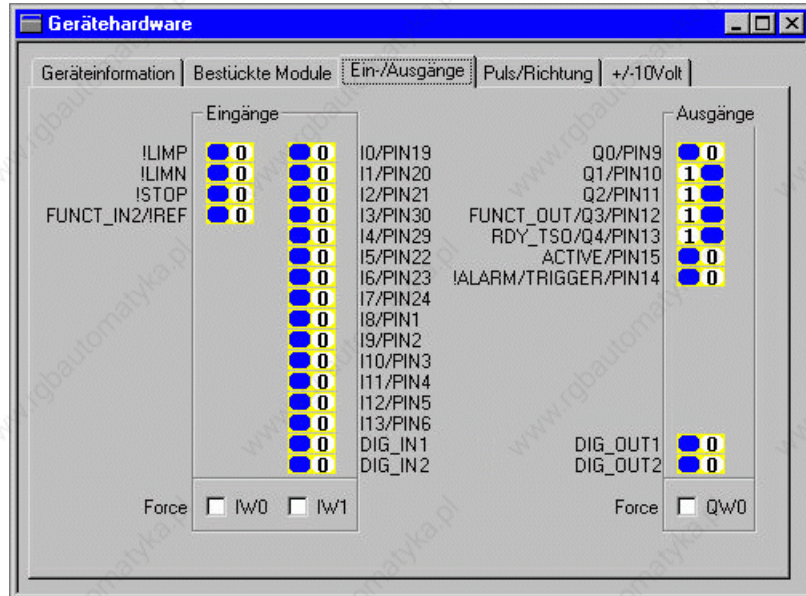 Gerätehardware
Geräteinformation Bestückte Module Ein-/Ausgänge Puls/Richtung +/-10Volt
Eingänge Ausgänge
!LIMP 0 0 I0/PIN19 Q0/PIN9 0
!LIMN 0 0 I1/PIN20 Q1/PIN10 1
!STOP 0 0 I2/PIN21 Q2/PIN11 1
FUNCT_IN2/IREF 0 0 I3/PIN30 FUNCT_OUT/Q3/PIN12 1
0 I4/PIN29 RDY_TSO/Q4/PIN13 1
0 I5/PIN22 ACTIVE/PIN15 0
0 I6/PIN23 !ALARM/TRIGGER/PIN14 0
0 I7/PIN24
0 I8/PIN1
0 I9/PIN2
0 I10/PIN3
0 I11/PIN4
0 I12/PIN5
0 I13/PIN6
0 DIG_IN1 DIG_OUT1 0
0 DIG_IN2 DIG_OUT2 0
Force IW0 IW1 Force QW0
www.rgbautomatyka.pl